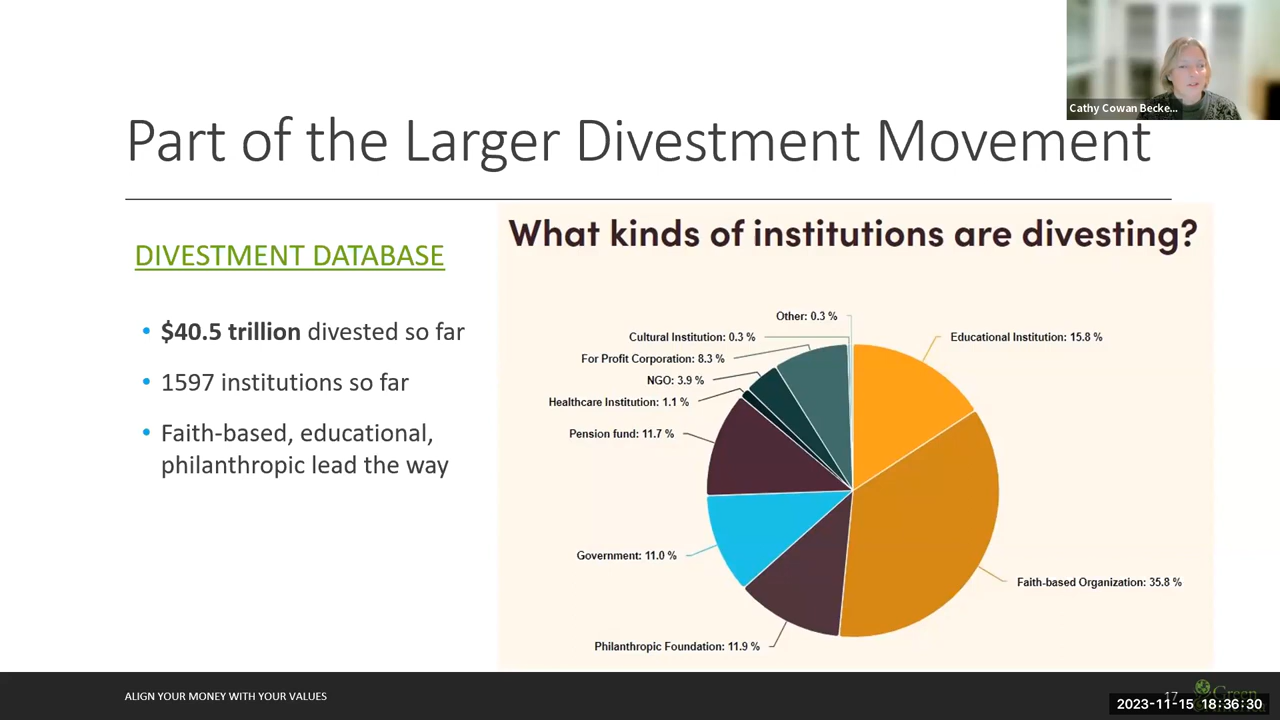 Cathy Cowan Becke...
Part of the Larger Divestment Movement
DIVESTMENT DATABASE
• $40.5 trillion divested so far
• 1597 institutions so far
• Faith-based, educational,
philanthropic lead the way
What kinds of institutions are divesting?
Other: 0.3 %
Cultural Institution: 0.3 %
Educational Institution: 15.8 %
For Profit Corporation: 8.3 %
NGO: 3.9 %
Healthcare Institution: 1.1 %
Pension fund: 11.7 %
Government: 11.0 %
Faith-based Organization: 35.8 %
Philanthropic Foundation: 11.9 %
ALIGN YOUR MONEY WITH YOUR VALUES
17
Green
2023-11-15 18:36:30